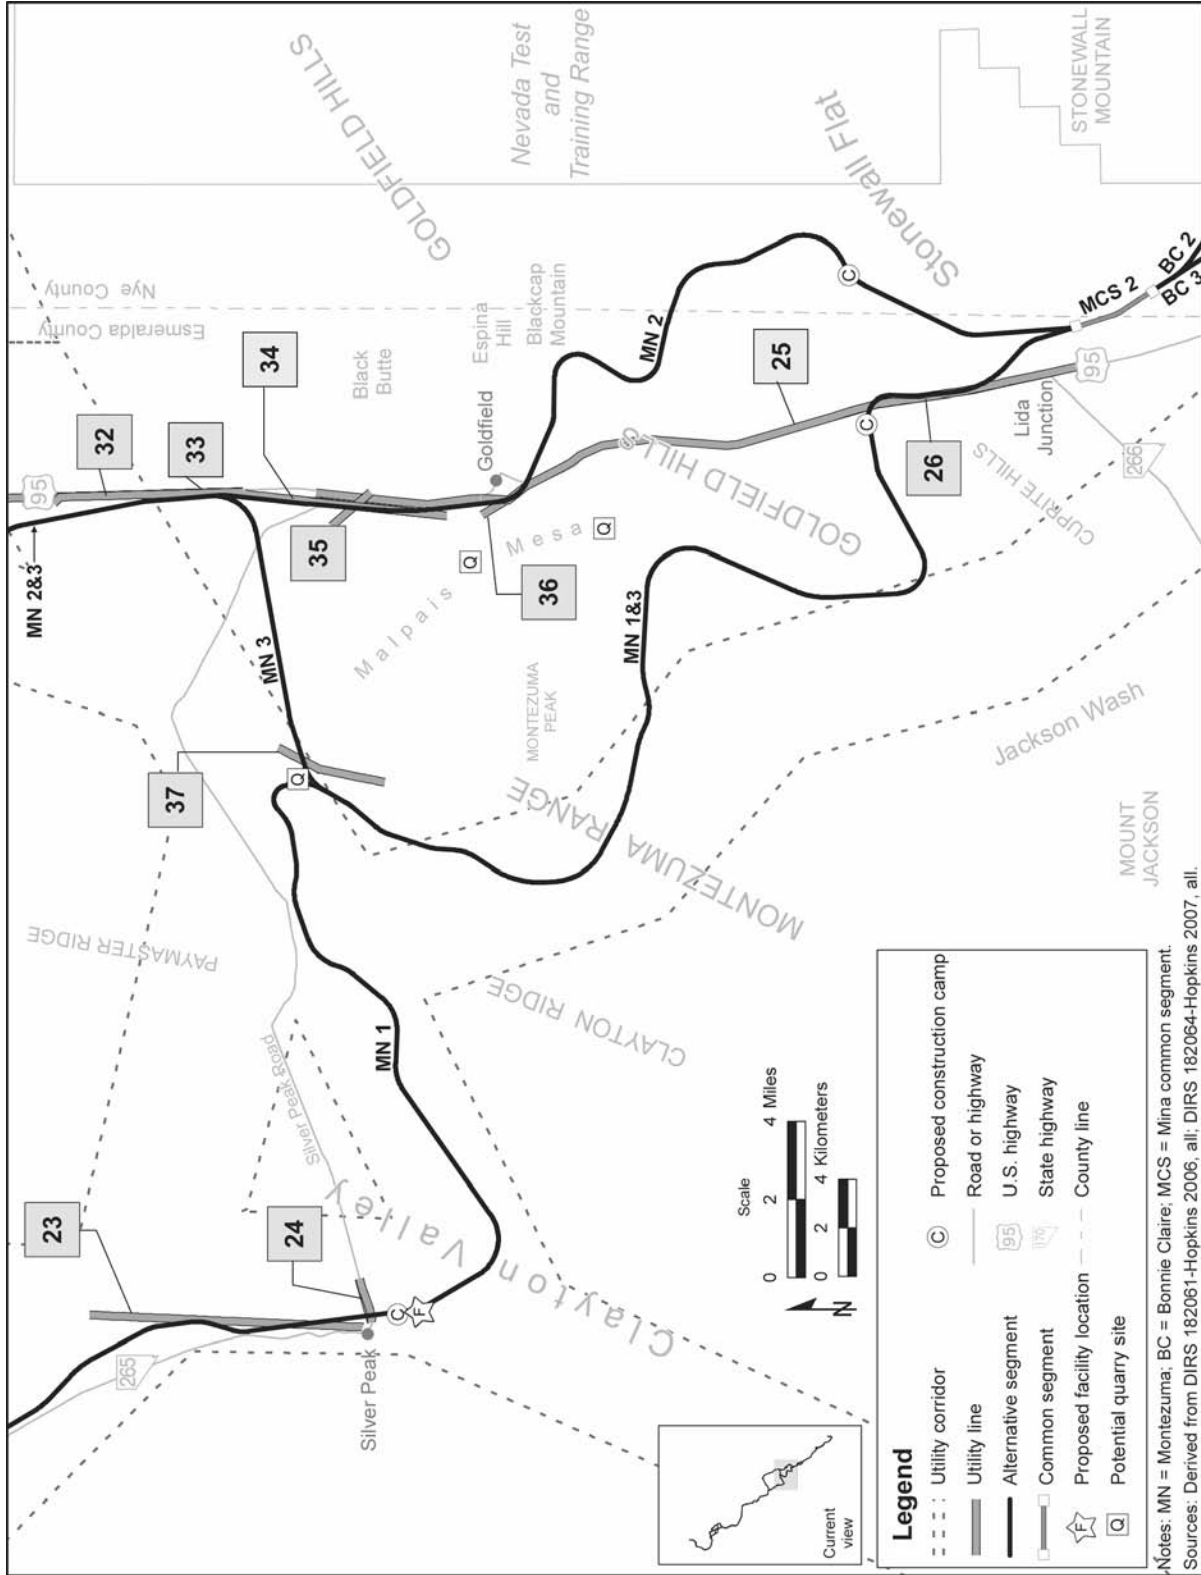 GOLDFIELD HILLS
Nevada Test
and
Training Range
Stonewall Flat
STONEWALL
MOUNTAIN
Nye County
Esmeralda County
Espina
Hill
Blackcap
Mountain
Black
Butte
MN 2
MCS 2
BC 2
BC 3
34
25
32
33
95
Goldfield
95
Lida
Junction
26
266
CUPRITE HILLS
GOLDFIELD HILLS
MN 2&3
35
36
Malpais Mesa
Q
Q
C
C
MN 3
MN 1&3
MONTEZUMA
PEAK
37
Q
MONTEZUMA RANGE
Jackson Wash
MOUNT
JACKSON
PAYMASTER RIDGE
CLAYTON RIDGE
MN 1
Silver Peak Road
23
24
Clayton Valley
C
F
265
Silver Peak
Scale
0 2 4 Miles
0 2 4 Kilometers
N
Current
view
Legend
Utility corridor
Utility line
Alternative segment
Common segment
F Proposed facility location
Q Potential quarry site
C Proposed construction camp
Road or highway
95 U.S. highway
170 State highway
County line
Notes: MN = Montezuma; BC = Bonnie Claire; MCS = Mina common segment.
Sources: Derived from DIRS 182061-Hopkins 2006, all; DIRS 182064-Hopkins 2007, all.